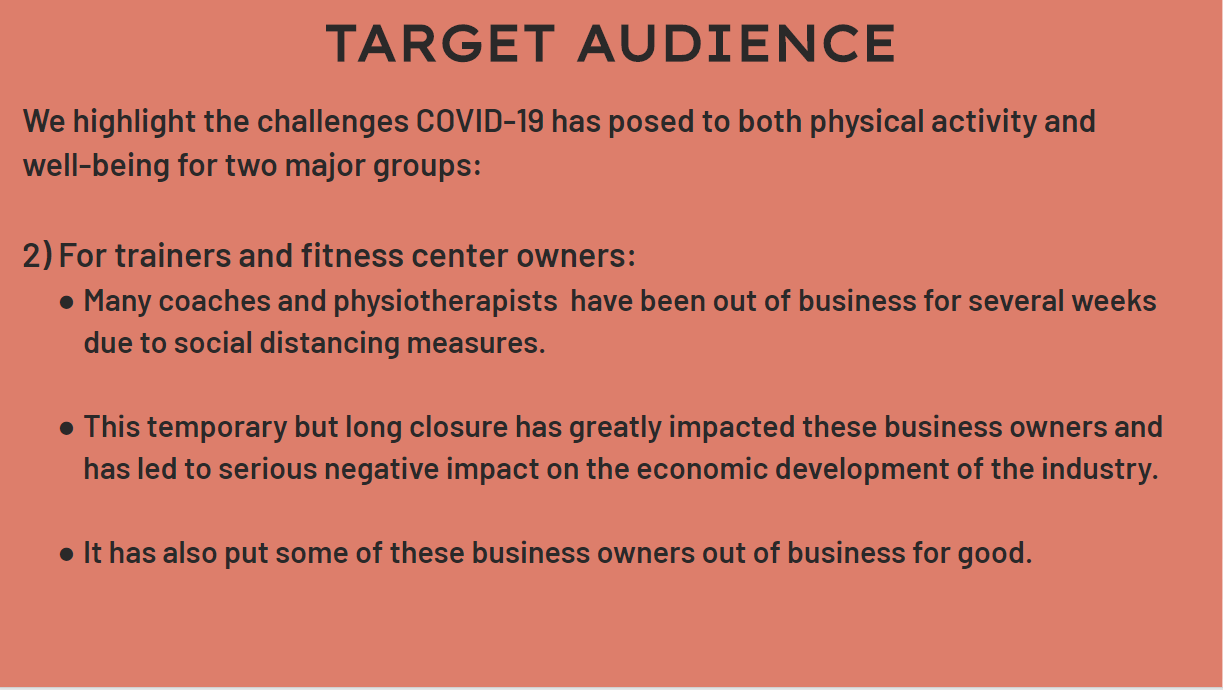 TARGET AUDIENCE
We highlight the challenges COVID-19 has posed to both physical activity and
well-being for two major groups:
2) For trainers and fitness center owners:
● Many coaches and physiotherapists  have been out of business for several weeks
due to social distancing measures.
● This temporary but long closure has greatly impacted these business owners and
has led to serious negative impact on the economic development of the industry.
● It has also put some of these business owners out of business for good.